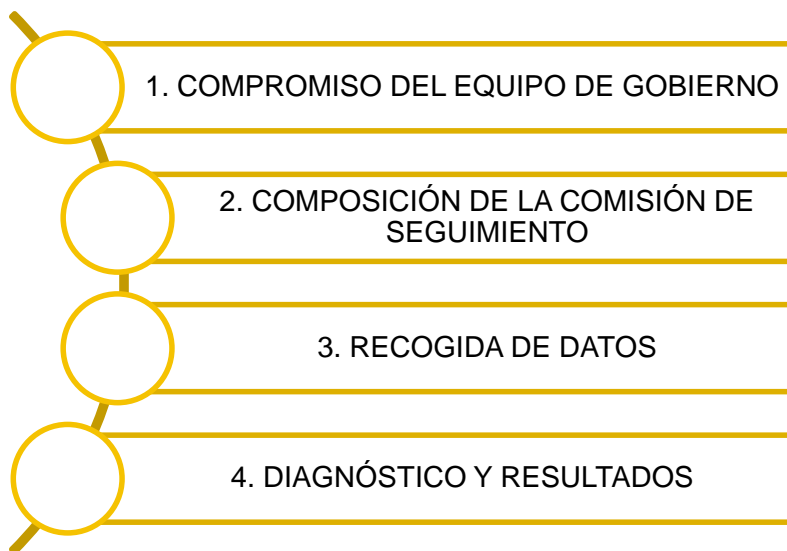 1. COMPROMISO DEL EQUIPO DE GOBIERNO
2. COMPOSICIÓN DE LA COMISIÓN DE
SEGUIMIENTO
3. RECOGIDA DE DATOS
4. DIAGNÓSTICO Y RESULTADOS